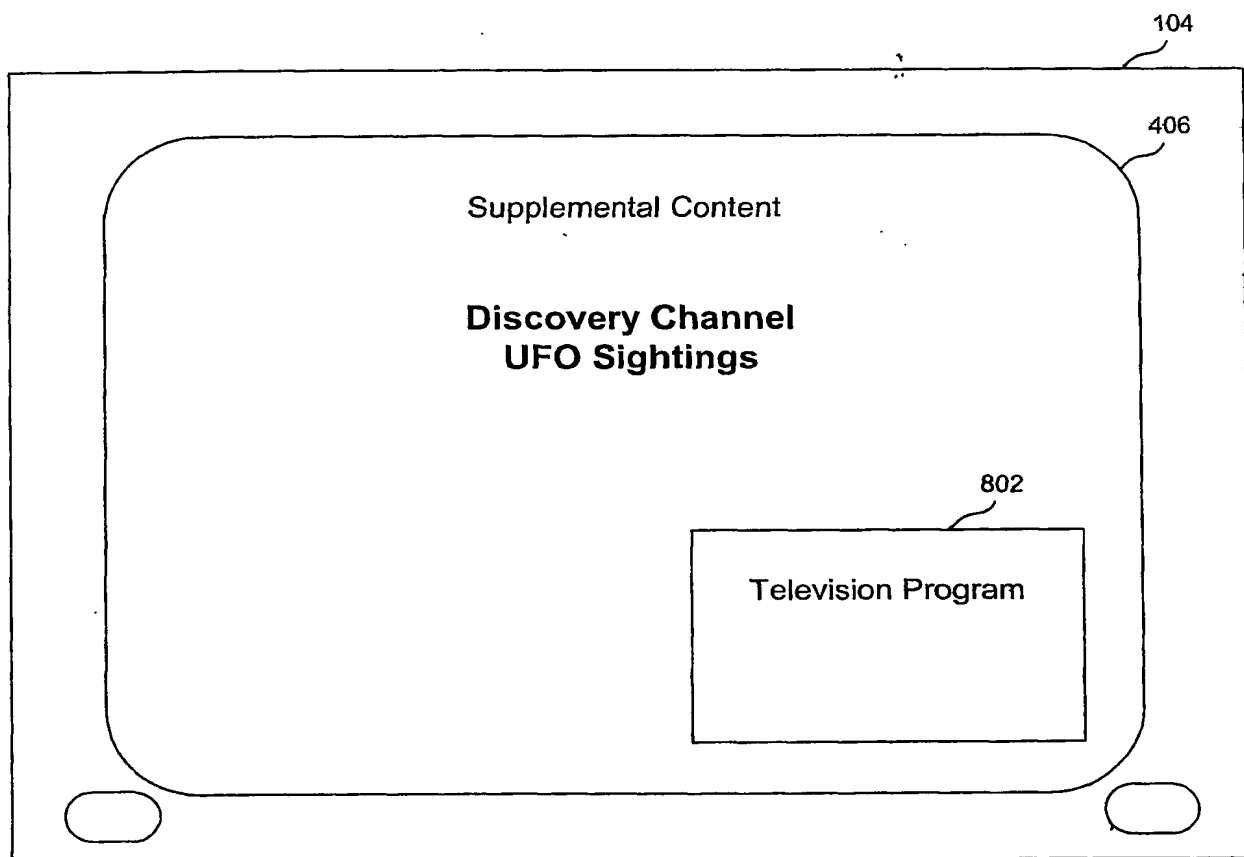 104
406
Supplemental Content
Discovery Channel
UFO Sightings
802
Television Program